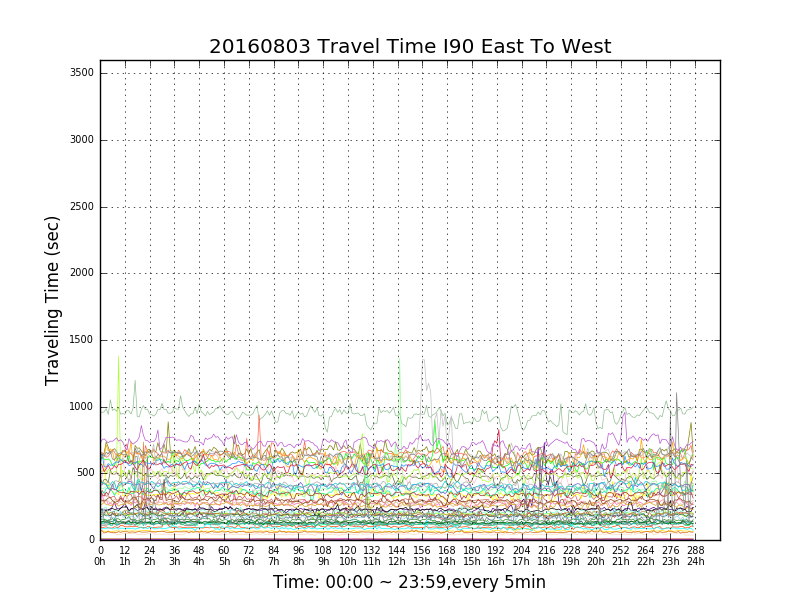 20160803 Travel Time I90 East To West
Traveling Time (sec)
3500
3000
2500
2000
1500
1000
500
0
0 12 24 36 48 60 72 84 96 108 120 132 144 156 168 180 192 204 216 228 240 252 264 276 288
0h 1h 2h 3h 4h 5h 6h 7h 8h 9h 10h 11h 12h 13h 14h 15h 16h 17h 18h 19h 20h 21h 22h 23h 24h
Time: 00:00 ~ 23:59,every 5min